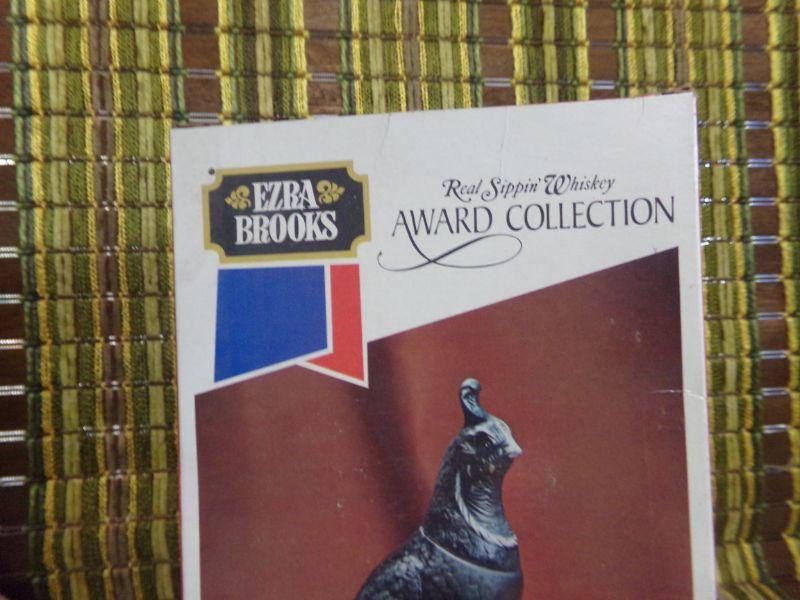 EZRA
BROOKS
Real Sippin' Whiskey
AWARD COLLECTION